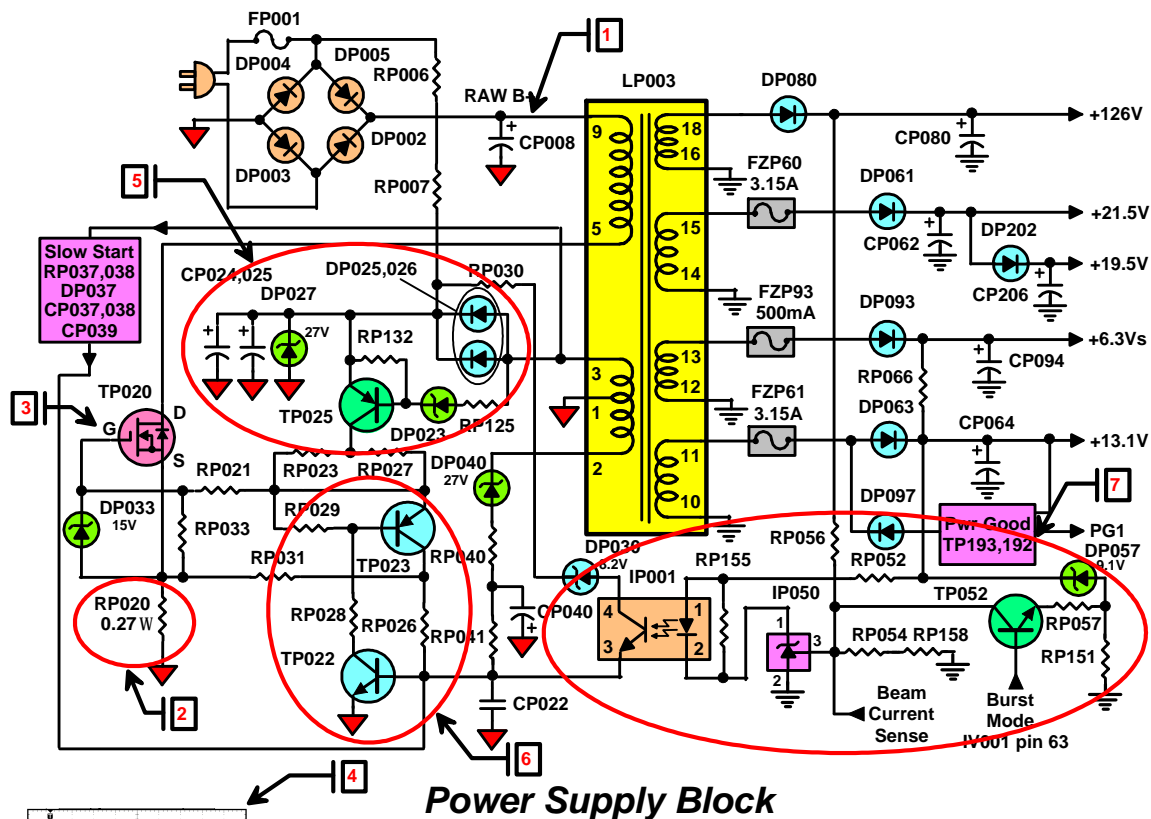 FP001
DP004
DP005
RP006
DP003
DP002
RAW B+
1
CP008
RP007
LP003
9
5
3
1
2
18
16
15
14
13
12
11
10
DP080
+126V
CP080
FZP60
3.15A
DP061
+21.5V
CP062
DP202
+19.5V
CP206
FZP93
500mA
DP093
+6.3Vs
CP094
RP066
FZP61
3.15A
DP063
CP064
+13.1V
DP097
Pwr Good
TP193,192
7
PG1
5
Slow Start
RP037,038
DP037
CP037,038
CP039
CP024,025
DP027
27V
DP025,026
RP030
RP132
TP025
DP023
RP125
3
TP020
D
G
S
RP021
RP023
RP027
DP040
27V
DP033
15V
RP033
RP029
TP023
RP031
RP040
RP020
0.27 W
2
RP028
RP026
RP041
TP022
CP040
CP022
6
IP001
4
3
1
2
RP155
IP050
1
3
2
RP056
RP052
DP057
9.1V
TP052
RP057
RP054
RP158
RP151
Beam
Current
Sense
Burst
Mode
IV001 pin 63
4
Power Supply Block